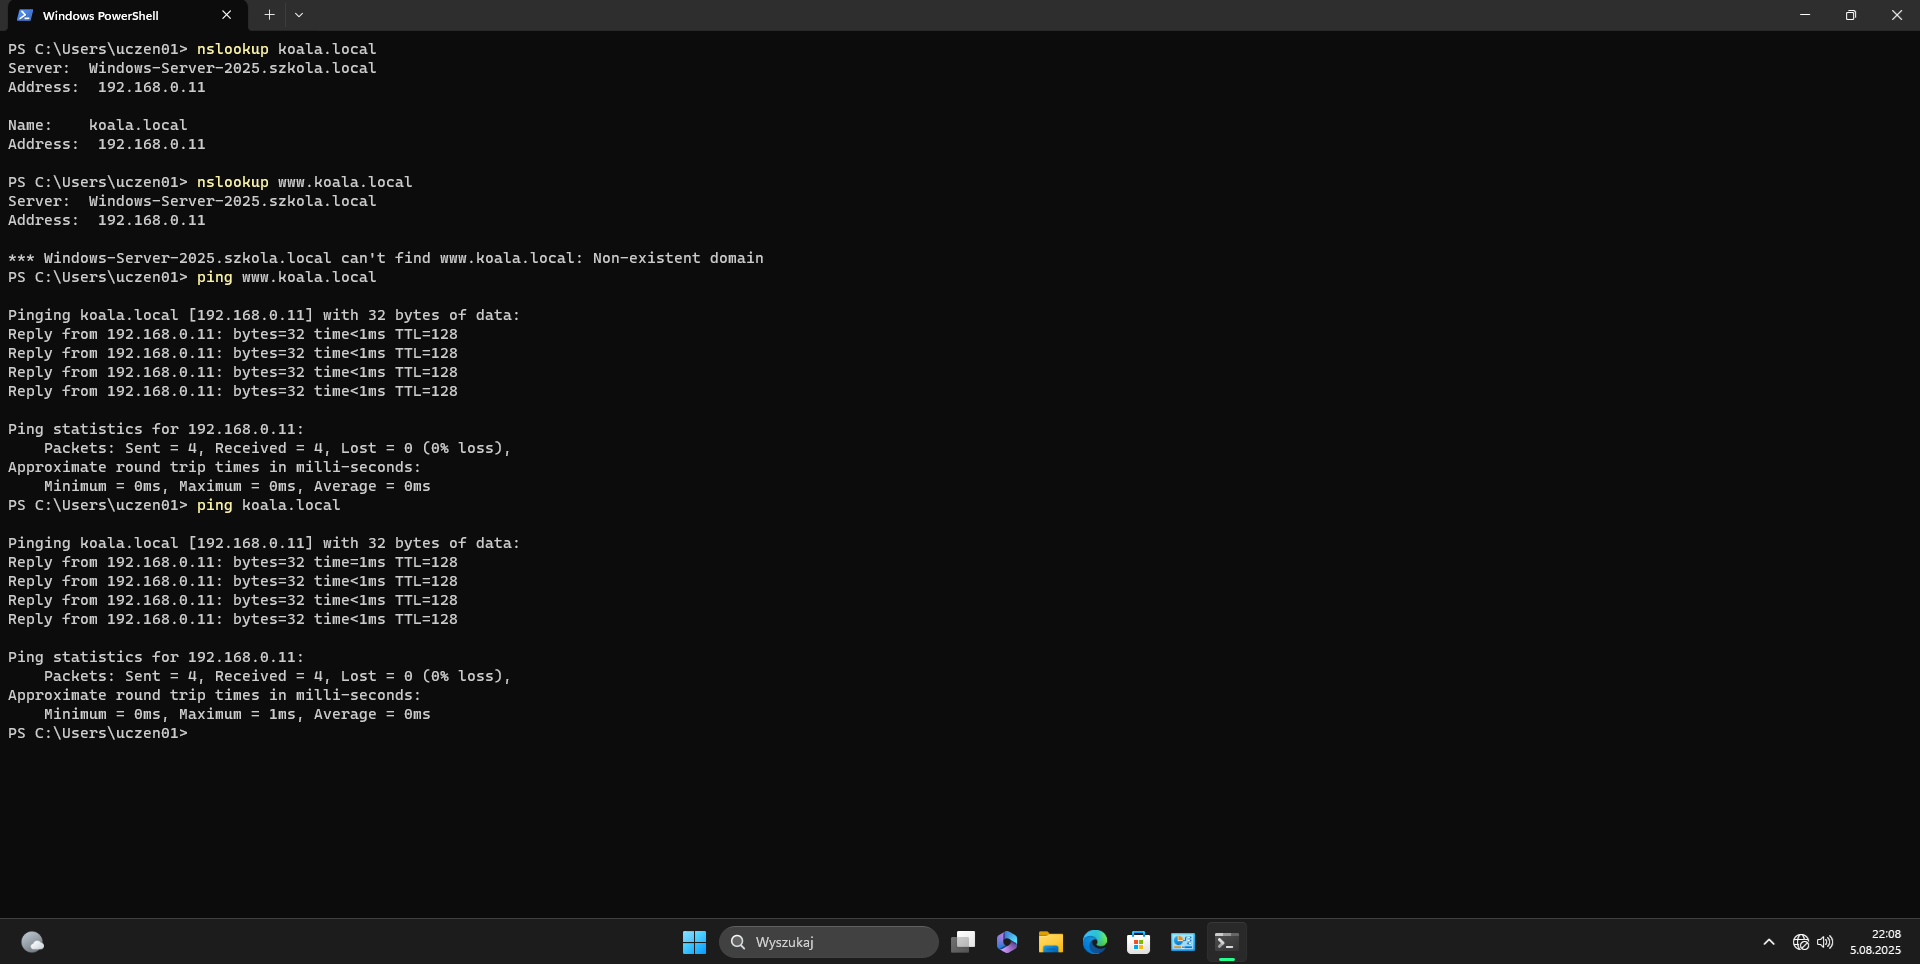 Windows PowerShell
PS C:\Users\uczen01> nslookup koala.local
Server:  Windows-Server-2025.szkola.local
Address:  192.168.0.11

Name:    koala.local
Address:  192.168.0.11

PS C:\Users\uczen01> nslookup www.koala.local
Server:  Windows-Server-2025.szkola.local
Address:  192.168.0.11

*** Windows-Server-2025.szkola.local can't find www.koala.local: Non-existent domain
PS C:\Users\uczen01> ping www.koala.local

Pinging koala.local [192.168.0.11] with 32 bytes of data:
Reply from 192.168.0.11: bytes=32 time<1ms TTL=128
Reply from 192.168.0.11: bytes=32 time<1ms TTL=128
Reply from 192.168.0.11: bytes=32 time<1ms TTL=128
Reply from 192.168.0.11: bytes=32 time<1ms TTL=128

Ping statistics for 192.168.0.11:
    Packets: Sent = 4, Received = 4, Lost = 0 (0% loss),
Approximate round trip times in milli-seconds:
    Minimum = 0ms, Maximum = 0ms, Average = 0ms
PS C:\Users\uczen01> ping koala.local

Pinging koala.local [192.168.0.11] with 32 bytes of data:
Reply from 192.168.0.11: bytes=32 time=1ms TTL=128
Reply from 192.168.0.11: bytes=32 time<1ms TTL=128
Reply from 192.168.0.11: bytes=32 time<1ms TTL=128
Reply from 192.168.0.11: bytes=32 time<1ms TTL=128

Ping statistics for 192.168.0.11:
    Packets: Sent = 4, Received = 4, Lost = 0 (0% loss),
Approximate round trip times in milli-seconds:
    Minimum = 0ms, Maximum = 1ms, Average = 0ms
PS C:\Users\uczen01>
Wyszukaj
22:08
5.08.2025